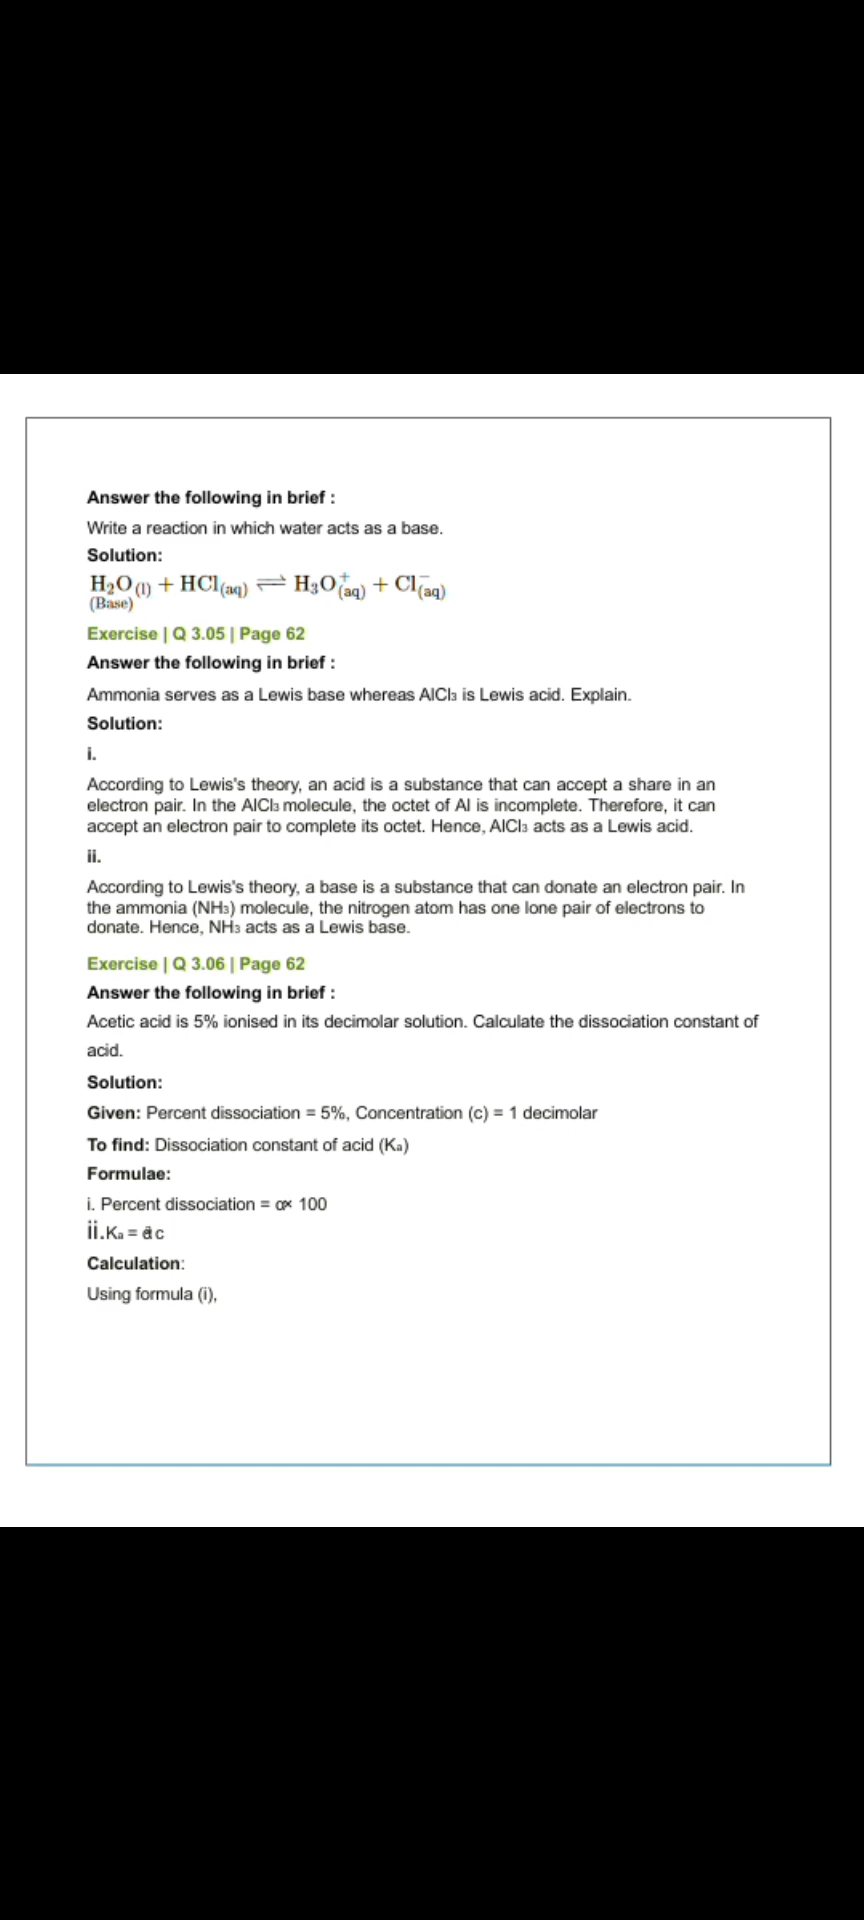 Answer the following in brief :
Write a reaction in which water acts as a base.
Solution:
H₂O(l) + HCl(aq) ⇌ H₃O⁺(aq) + Cl⁻(aq)
(Base)
Exercise | Q 3.05 | Page 62
Answer the following in brief :
Ammonia serves as a Lewis base whereas AlCl₃ is Lewis acid. Explain.
Solution:
i.
According to Lewis's theory, an acid is a substance that can accept a share in an
electron pair. In the AlCl₃ molecule, the octet of Al is incomplete. Therefore, it can
accept an electron pair to complete its octet. Hence, AlCl₃ acts as a Lewis acid.
ii.
According to Lewis's theory, a base is a substance that can donate an electron pair. In
the ammonia (NH₃) molecule, the nitrogen atom has one lone pair of electrons to
donate. Hence, NH₃ acts as a Lewis base.
Exercise | Q 3.06 | Page 62
Answer the following in brief :
Acetic acid is 5% ionised in its decimolar solution. Calculate the dissociation constant of
acid.
Solution:
Given: Percent dissociation = 5%, Concentration (c) = 1 decimolar
To find: Dissociation constant of acid (Kₐ)
Formulae:
i. Percent dissociation = α× 100
ii.Kₐ = c
Calculation:
Using formula (i),